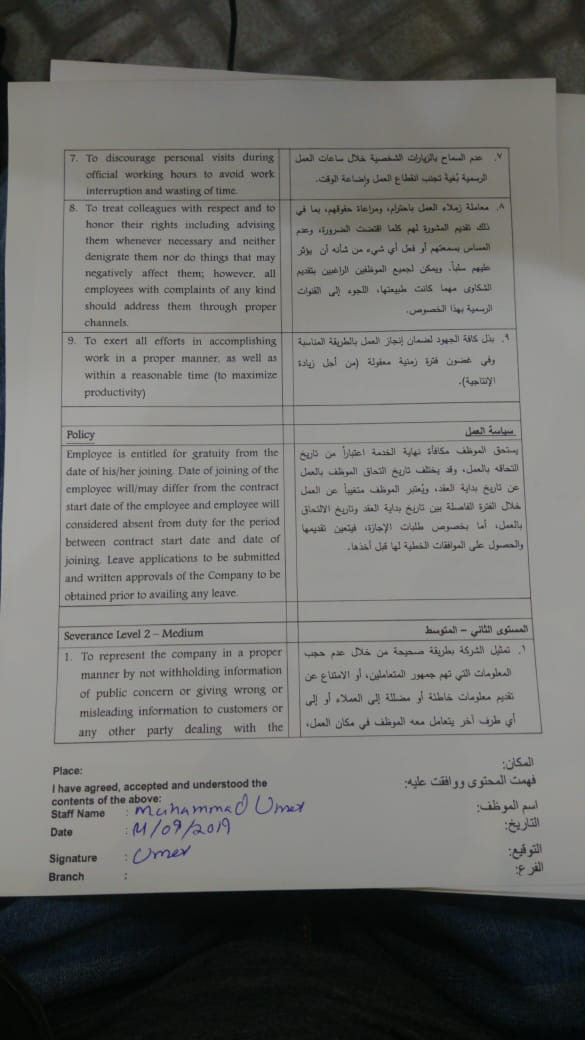 7. To discourage personal visits during
official working hours to avoid work
interruption and wasting of time.
٧. عدم السماح بالزيارات الشخصية خلال ساعات العمل
الرسمية بُغية تجنب انقطاع العمل وإضاعة الوقت.
8. To treat colleagues with respect and to
honor their rights including advising
them whenever necessary and neither
denigrate them nor do things that may
negatively affect them; however, all
employees with complaints of any kind
should address them through proper
channels.
٨. معاملة زملاء العمل باحترام، ومراعاة حقوقهم، بما في
ذلك تقديم المشورة لهم كلما اقتضت الضرورة، وعدم
المساس بسمعتهم أو فعل أي شيء من شأنه أن يؤثر
عليهم سلباً. ويمكن لجميع الموظفين الراغبين بتقديم
الشكاوى مهما كانت طبيعتها، اللجوء إلى القنوات
الرسمية بهذا الخصوص.
9. To exert all efforts in accomplishing
work in a proper manner, as well as
within a reasonable time (to maximize
productivity)
٩. بذل كافة الجهود لضمان إنجاز العمل بالطريقة المناسبة
وفي غضون فترة زمنية معقولة (من أجل زيادة
الإنتاجية).
Policy
سياسة العمل
Employee is entitled for gratuity from the
date of his/her joining. Date of joining of the
employee will/may differ from the contract
start date of the employee and employee will
considered absent from duty for the period
between contract start date and date of
joining. Leave applications to be submitted
and written approvals of the Company to be
obtained prior to availing any leave.
يستحق الموظف مكافأة نهاية الخدمة اعتباراً من تاريخ
التحاقه بالعمل، وقد يختلف تاريخ التحاق الموظف بالعمل
عن تاريخ بداية العقد، ويُعتبر الموظف متغيباً عن العمل
خلال الفترة الفاصلة بين تاريخ بداية العقد وتاريخ الالتحاق
بالعمل، أما بخصوص طلبات الإجازة، فيتعين تقديمها
والحصول على الموافقات الخطية لها قبل أخذها.
Severance Level 2 – Medium
المستوى الثاني – المتوسط
1. To represent the company in a proper
manner by not withholding information
of public concern or giving wrong or
misleading information to customers or
any other party dealing with the
١. تمثيل الشركة بطريقة صحيحة من خلال عدم حجب
المعلومات التي تهم جمهور المتعاملين، أو الامتناع عن
تقديم معلومات خاطئة أو مضللة إلى العملاء أو إلى
أي طرف آخر يتعامل معه الموظف في مكان العمل،
Place:
المكان:
I have agreed, accepted and understood the
contents of the above:
فهمت المحتوى ووافقت عليه:
Staff Name : Muhammad Umer
اسم الموظف:
Date : 11/09/2019
التاريخ:
Signature : Umer
التوقيع:
Branch :
الفرع: